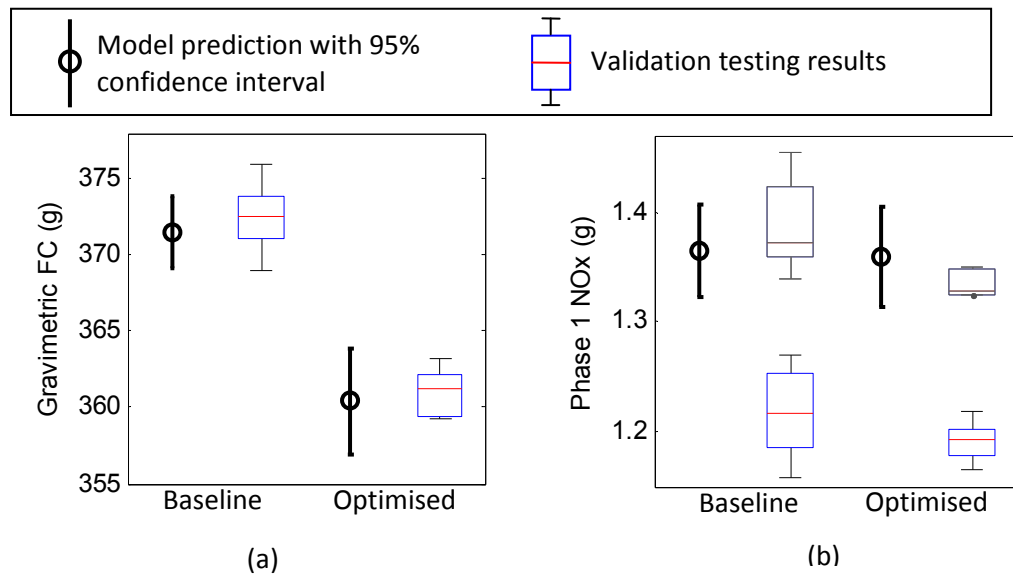 Model prediction with 95%
confidence interval
Validation testing results
Gravimetric FC (g)
375
370
365
360
355
Baseline
Optimised
(a)
Phase 1 NOx (g)
1.4
1.3
1.2
Baseline
Optimised
(b)